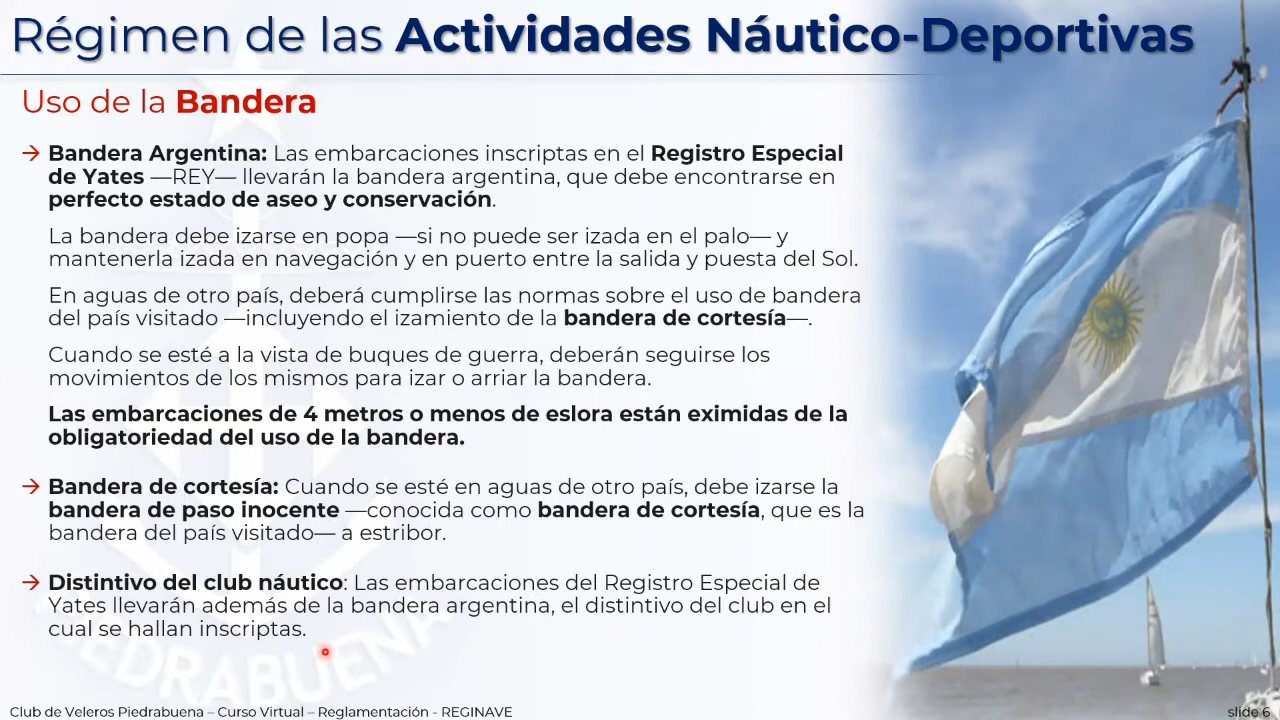 Régimen de las Actividades Náutico-Deportivas
Uso de la Bandera
→ Bandera Argentina: Las embarcaciones inscriptas en el Registro Especial
de Yates —REY— llevarán la bandera argentina, que debe encontrarse en
perfecto estado de aseo y conservación.
La bandera debe izarse en popa —si no puede ser izada en el palo— y
mantenerla izada en navegación y en puerto entre la salida y puesta del Sol.
En aguas de otro país, deberá cumplirse las normas sobre el uso de bandera
del país visitado —incluyendo el izamiento de la bandera de cortesía—.
Cuando se esté a la vista de buques de guerra, deberán seguirse los
movimientos de los mismos para izar o arriar la bandera.
Las embarcaciones de 4 metros o menos de eslora están eximidas de la
obligatoriedad del uso de la bandera.
→ Bandera de cortesía: Cuando se esté en aguas de otro país, debe izarse la
bandera de paso inocente —conocida como bandera de cortesía, que es la
bandera del país visitado— a estribor.
→ Distintivo del club náutico: Las embarcaciones del Registro Especial de
Yates llevarán además de la bandera argentina, el distintivo del club en el
cual se hallan inscriptas.
PIEDRABUENA
Club de Veleros Piedrabuena – Curso Virtual – Reglamentación - REGINAVE
slide 6